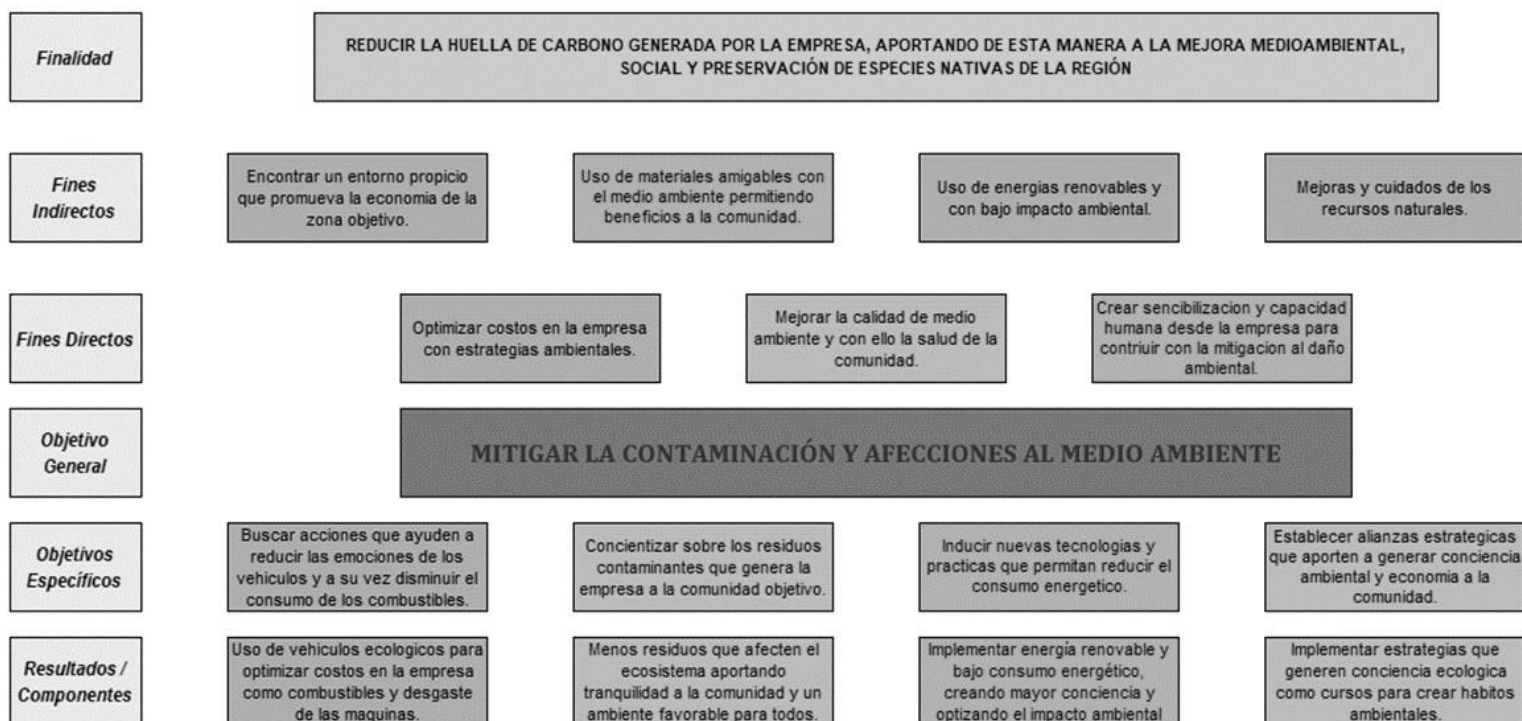 Finalidad
REDUCIR LA HUELLA DE CARBONO GENERADA POR LA EMPRESA, APORTANDO DE ESTA MANERA A LA MEJORA MEDIOAMBIENTAL,
SOCIAL Y PRESERVACIÓN DE ESPECIES NATIVAS DE LA REGIÓN
Fines
Indirectos
Encontrar un entorno propicio
que promueva la economia de la
zona objetivo.
Uso de materiales amigables con
el medio ambiente permitiendo
beneficios a la comunidad.
Uso de energias renovables y
con bajo impacto ambiental.
Mejoras y cuidados de los
recursos naturales.
Fines Directos
Optimizar costos en la empresa
con estrategias ambientales.
Mejorar la calidad de medio
ambiente y con ello la salud de la
comunidad.
Crear sencibilizacion y capacidad
humana desde la empresa para
contriuir con la mitigacion al daño
ambiental.
Objetivo
General
MITIGAR LA CONTAMINACIÓN Y AFECCIONES AL MEDIO AMBIENTE
Objetivos
Específicos
Buscar acciones que ayuden a
reducir las emociones de los
vehiculos y a su vez disminuir el
consumo de los combustibles.
Concientizar sobre los residuos
contaminantes que genera la
empresa a la comunidad objetivo.
Inducir nuevas tecnologias y
practicas que permitan reducir el
consumo energetico.
Establecer alianzas estrategicas
que aporten a generar conciencia
ambiental y economia a la
comunidad.
Resultados /
Componentes
Uso de vehiculos ecologicos para
optimizar costos en la empresa
como combustibles y desgaste
de las maquinas.
Menos residuos que afecten el
ecosistema aportando
tranquilidad a la comunidad y un
ambiente favorable para todos.
Implementar energía renovable y
bajo consumo energético,
creando mayor conciencia y
optizando el impacto ambiental
Implementar estrategias que
generen conciencia ecologica
como cursos para crear habitos
ambientales.